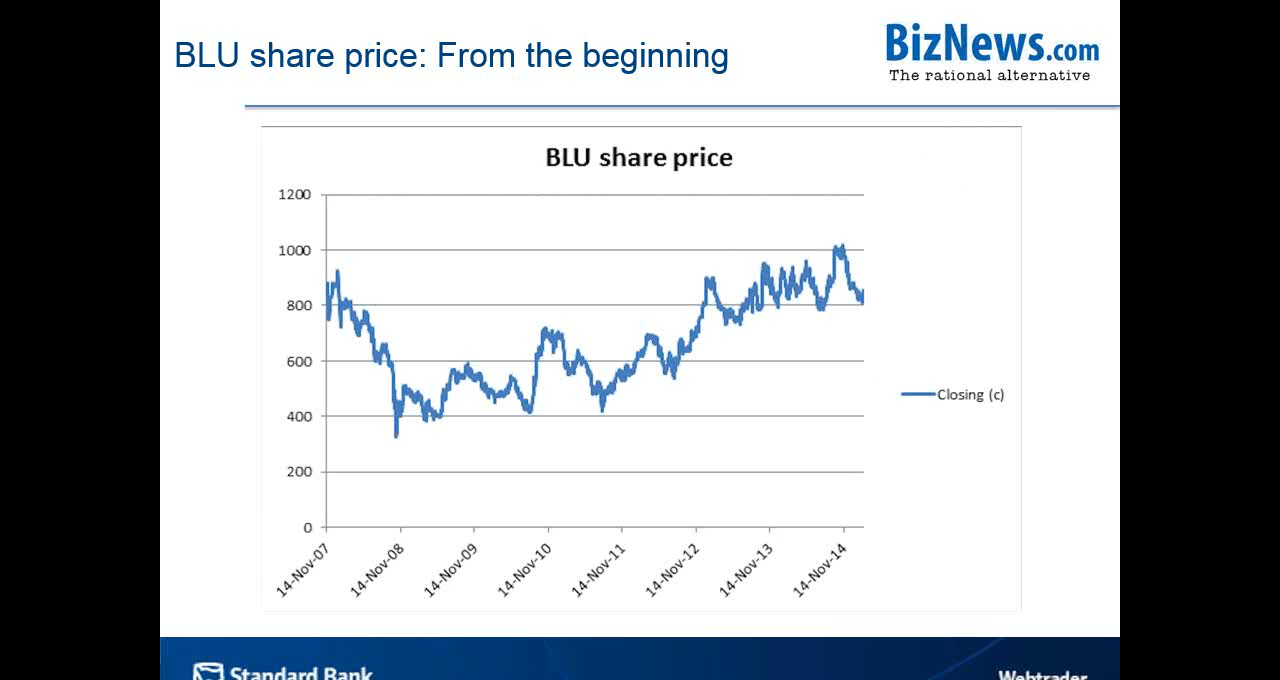 BLU share price: From the beginning
BizNews.com
The rational alternative
BLU share price
1200
1000
800
600
400
200
0
14-Nov-07
14-Nov-08
14-Nov-09
14-Nov-10
14-Nov-11
14-Nov-12
14-Nov-13
14-Nov-14
Closing (c)
Standard Bank
Webtrader